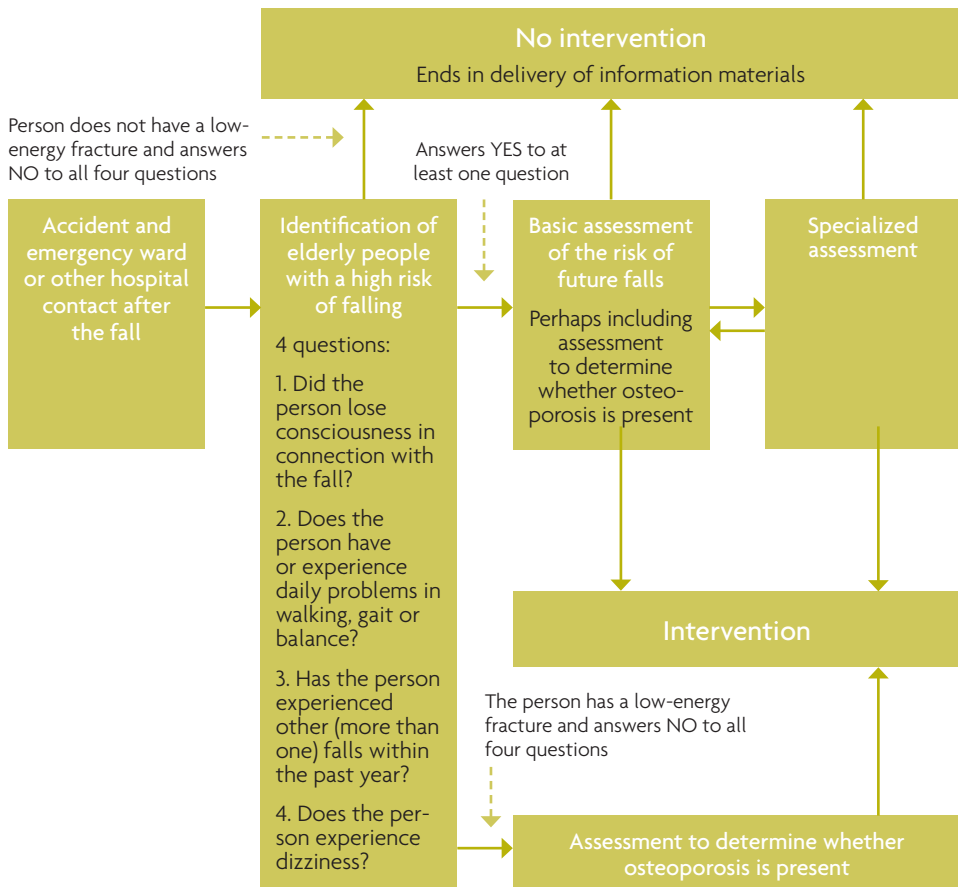 No intervention
Ends in delivery of information materials
Person does not have a low-
energy fracture and answers
NO to all four questions
Answers YES to at
least one question
Accident and
emergency ward
or other hospital
contact after
the fall
Identification of
elderly people
with a high risk
of falling
4 questions:
1. Did the
person lose
consciousness in
connection with
the fall?
2. Does the
person have
or experience
daily problems in
walking, gait or
balance?
3. Has the person
experienced
other (more than
one) falls within
the past year?
4. Does the per-
son experience
dizziness?
Basic assessment
of the risk of
future falls
Perhaps including
assessment
to determine
whether osteo-
porosis is present
Specialized
assessment
Intervention
The person has a low-energy
fracture and answers NO to all
four questions
Assessment to determine whether
osteoporosis is present